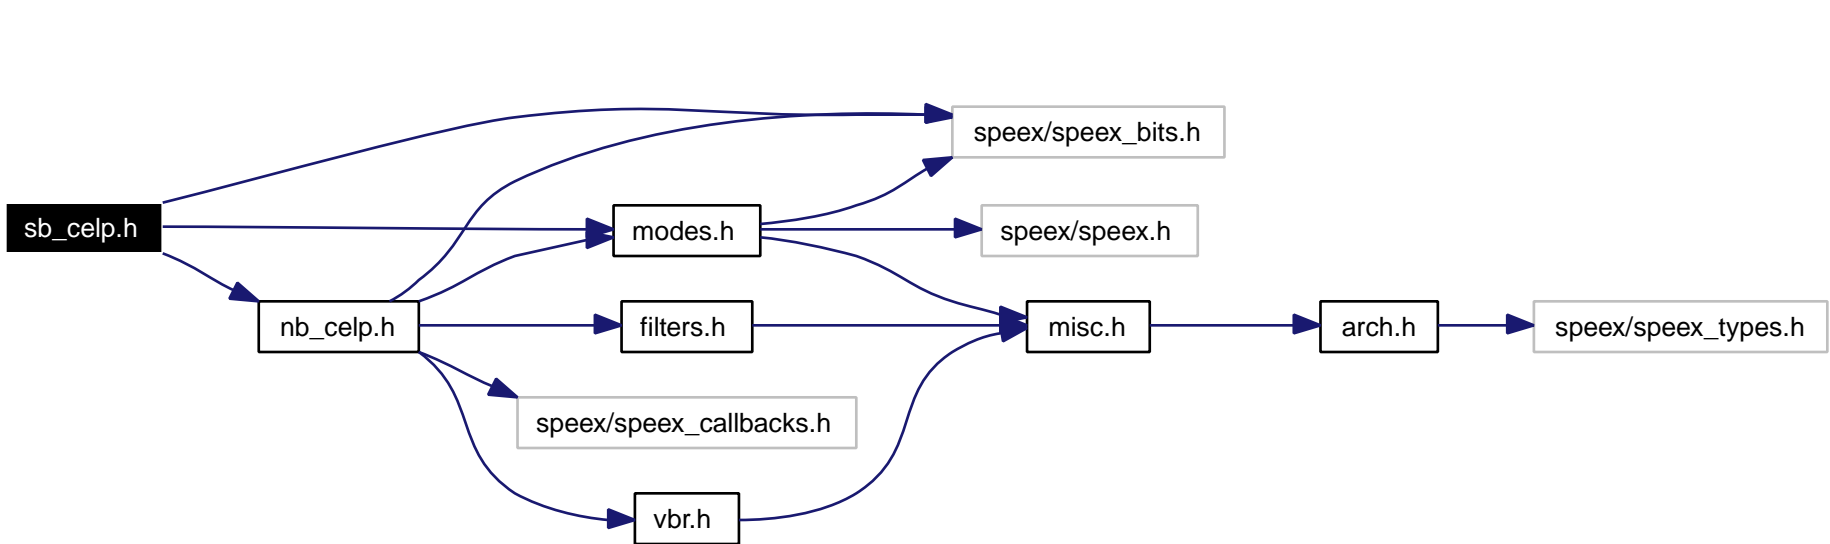 speex/speex_bits.h
sb_celp.h
modes.h
speex/speex.h
nb_celp.h
filters.h
misc.h
arch.h
speex/speex_types.h
speex/speex_callbacks.h
vbr.h